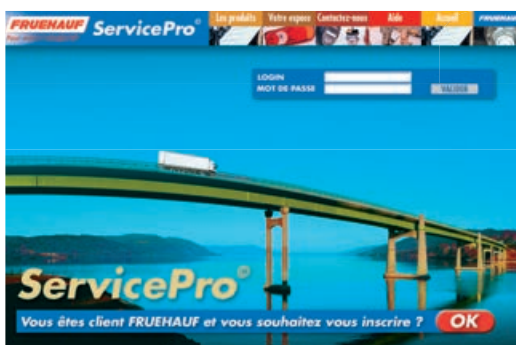 FRUEHAUF ServicePro©
Les produits
Votre espace
Contactez-nous
Aide
Accueil
LOGIN
MOT DE PASSE
VALIDER
ServicePro©
Vous êtes client FRUEHAUF et vous souhaitez vous inscrire ? OK